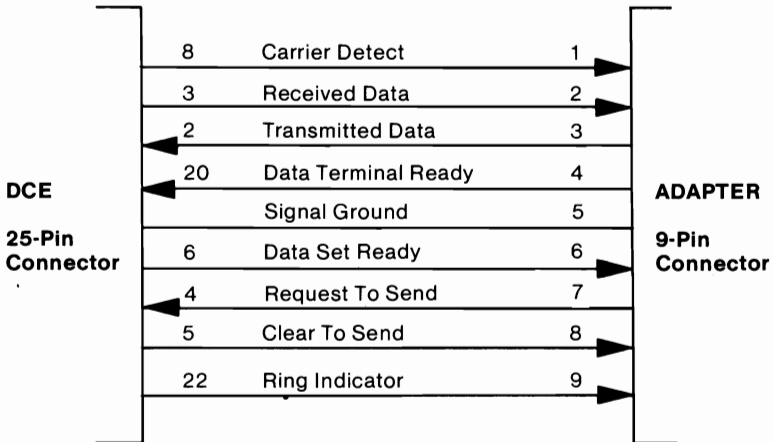 8 Carrier Detect 1
3 Received Data 2
2 Transmitted Data 3
20 Data Terminal Ready 4
DCE
ADAPTER
Signal Ground 5
25-Pin
Connector
9-Pin
Connector
6 Data Set Ready 6
4 Request To Send 7
5 Clear To Send 8
22 Ring Indicator 9